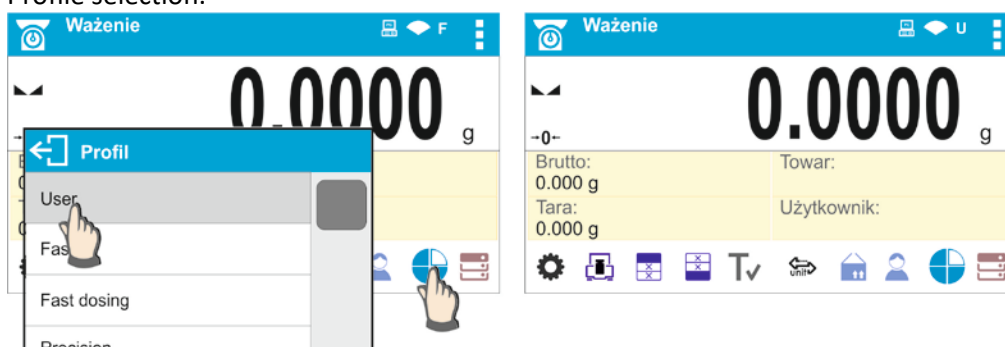 Profile selection:
Ważenie F
0.0000 g
Profil
User
Fas
Fast dosing
Precision
Ważenie U
0.0000 g
→0←
Brutto:
0.000 g
Towar:
Tara:
0.000 g
Użytkownik:
T
unit